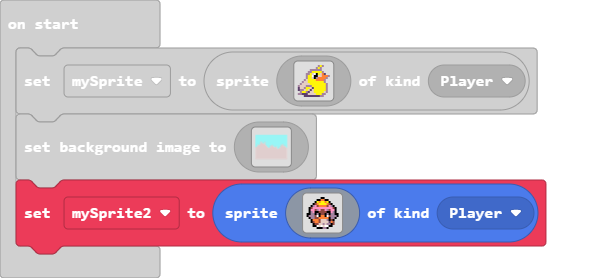 on start
set mySprite to sprite of kind Player
set background image to
set mySprite2 to sprite of kind Player